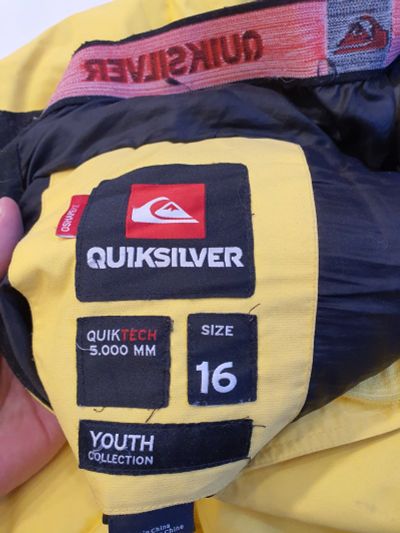 QUIKSILVER
QUIKSILVER
QUIKTECH
5.000 MM
SIZE
16
YOUTH
COLLECTION